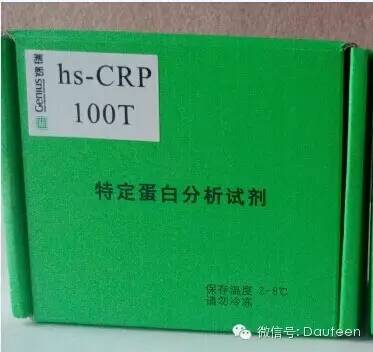 hs-CRP
100T
Genius
特定蛋白分析试剂
保存温度 2-8℃
请勿冷冻
微信号: Dauteen